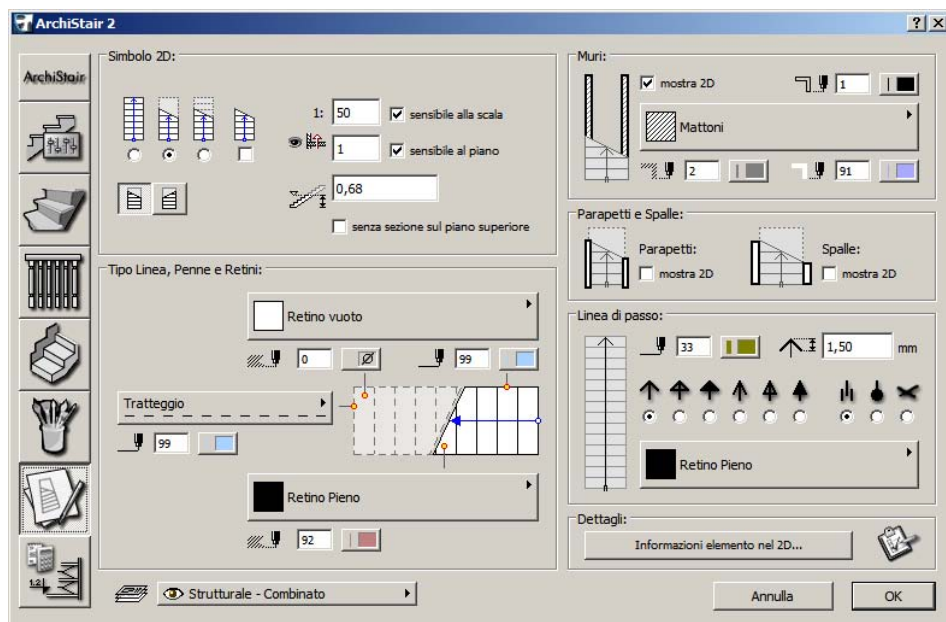 ArchiStair 2
ArchiStair
1.2
Simbolo 2D:
1: 50 sensibile alla scala
1 sensibile al piano
0,68
senza sezione sul piano superiore
Tipo Linea, Penne e Retini:
Retino vuoto
0 99
Tratteggio
99
Retino Pieno
92
Strutturale - Combinato
Muri:
mostra 2D 1
Mattoni
2 91
Parapetti e Spalle:
Parapetti: Spalle:
mostra 2D mostra 2D
Linea di passo:
33 1,50 mm
Retino Pieno
Dettagli:
Informazioni elemento nel 2D...
Annulla OK